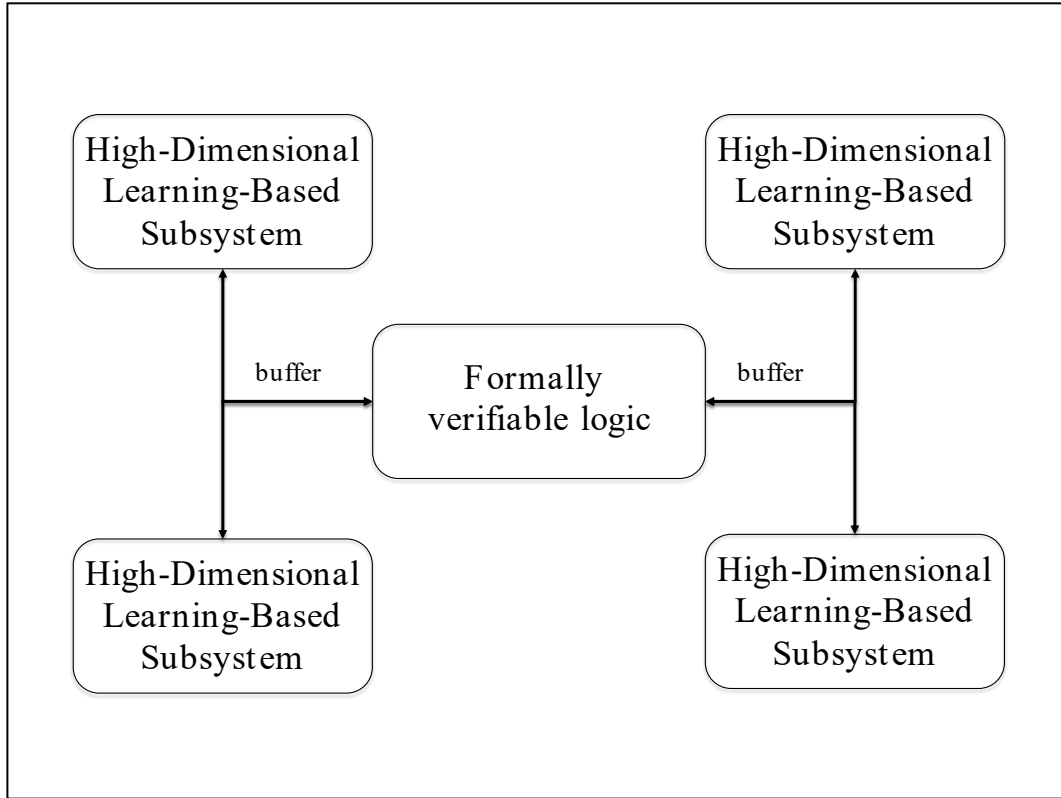 High-Dimensional
Learning-Based
Subsystem
High-Dimensional
Learning-Based
Subsystem
buffer
Formally
verifiable logic
buffer
High-Dimensional
Learning-Based
Subsystem
High-Dimensional
Learning-Based
Subsystem